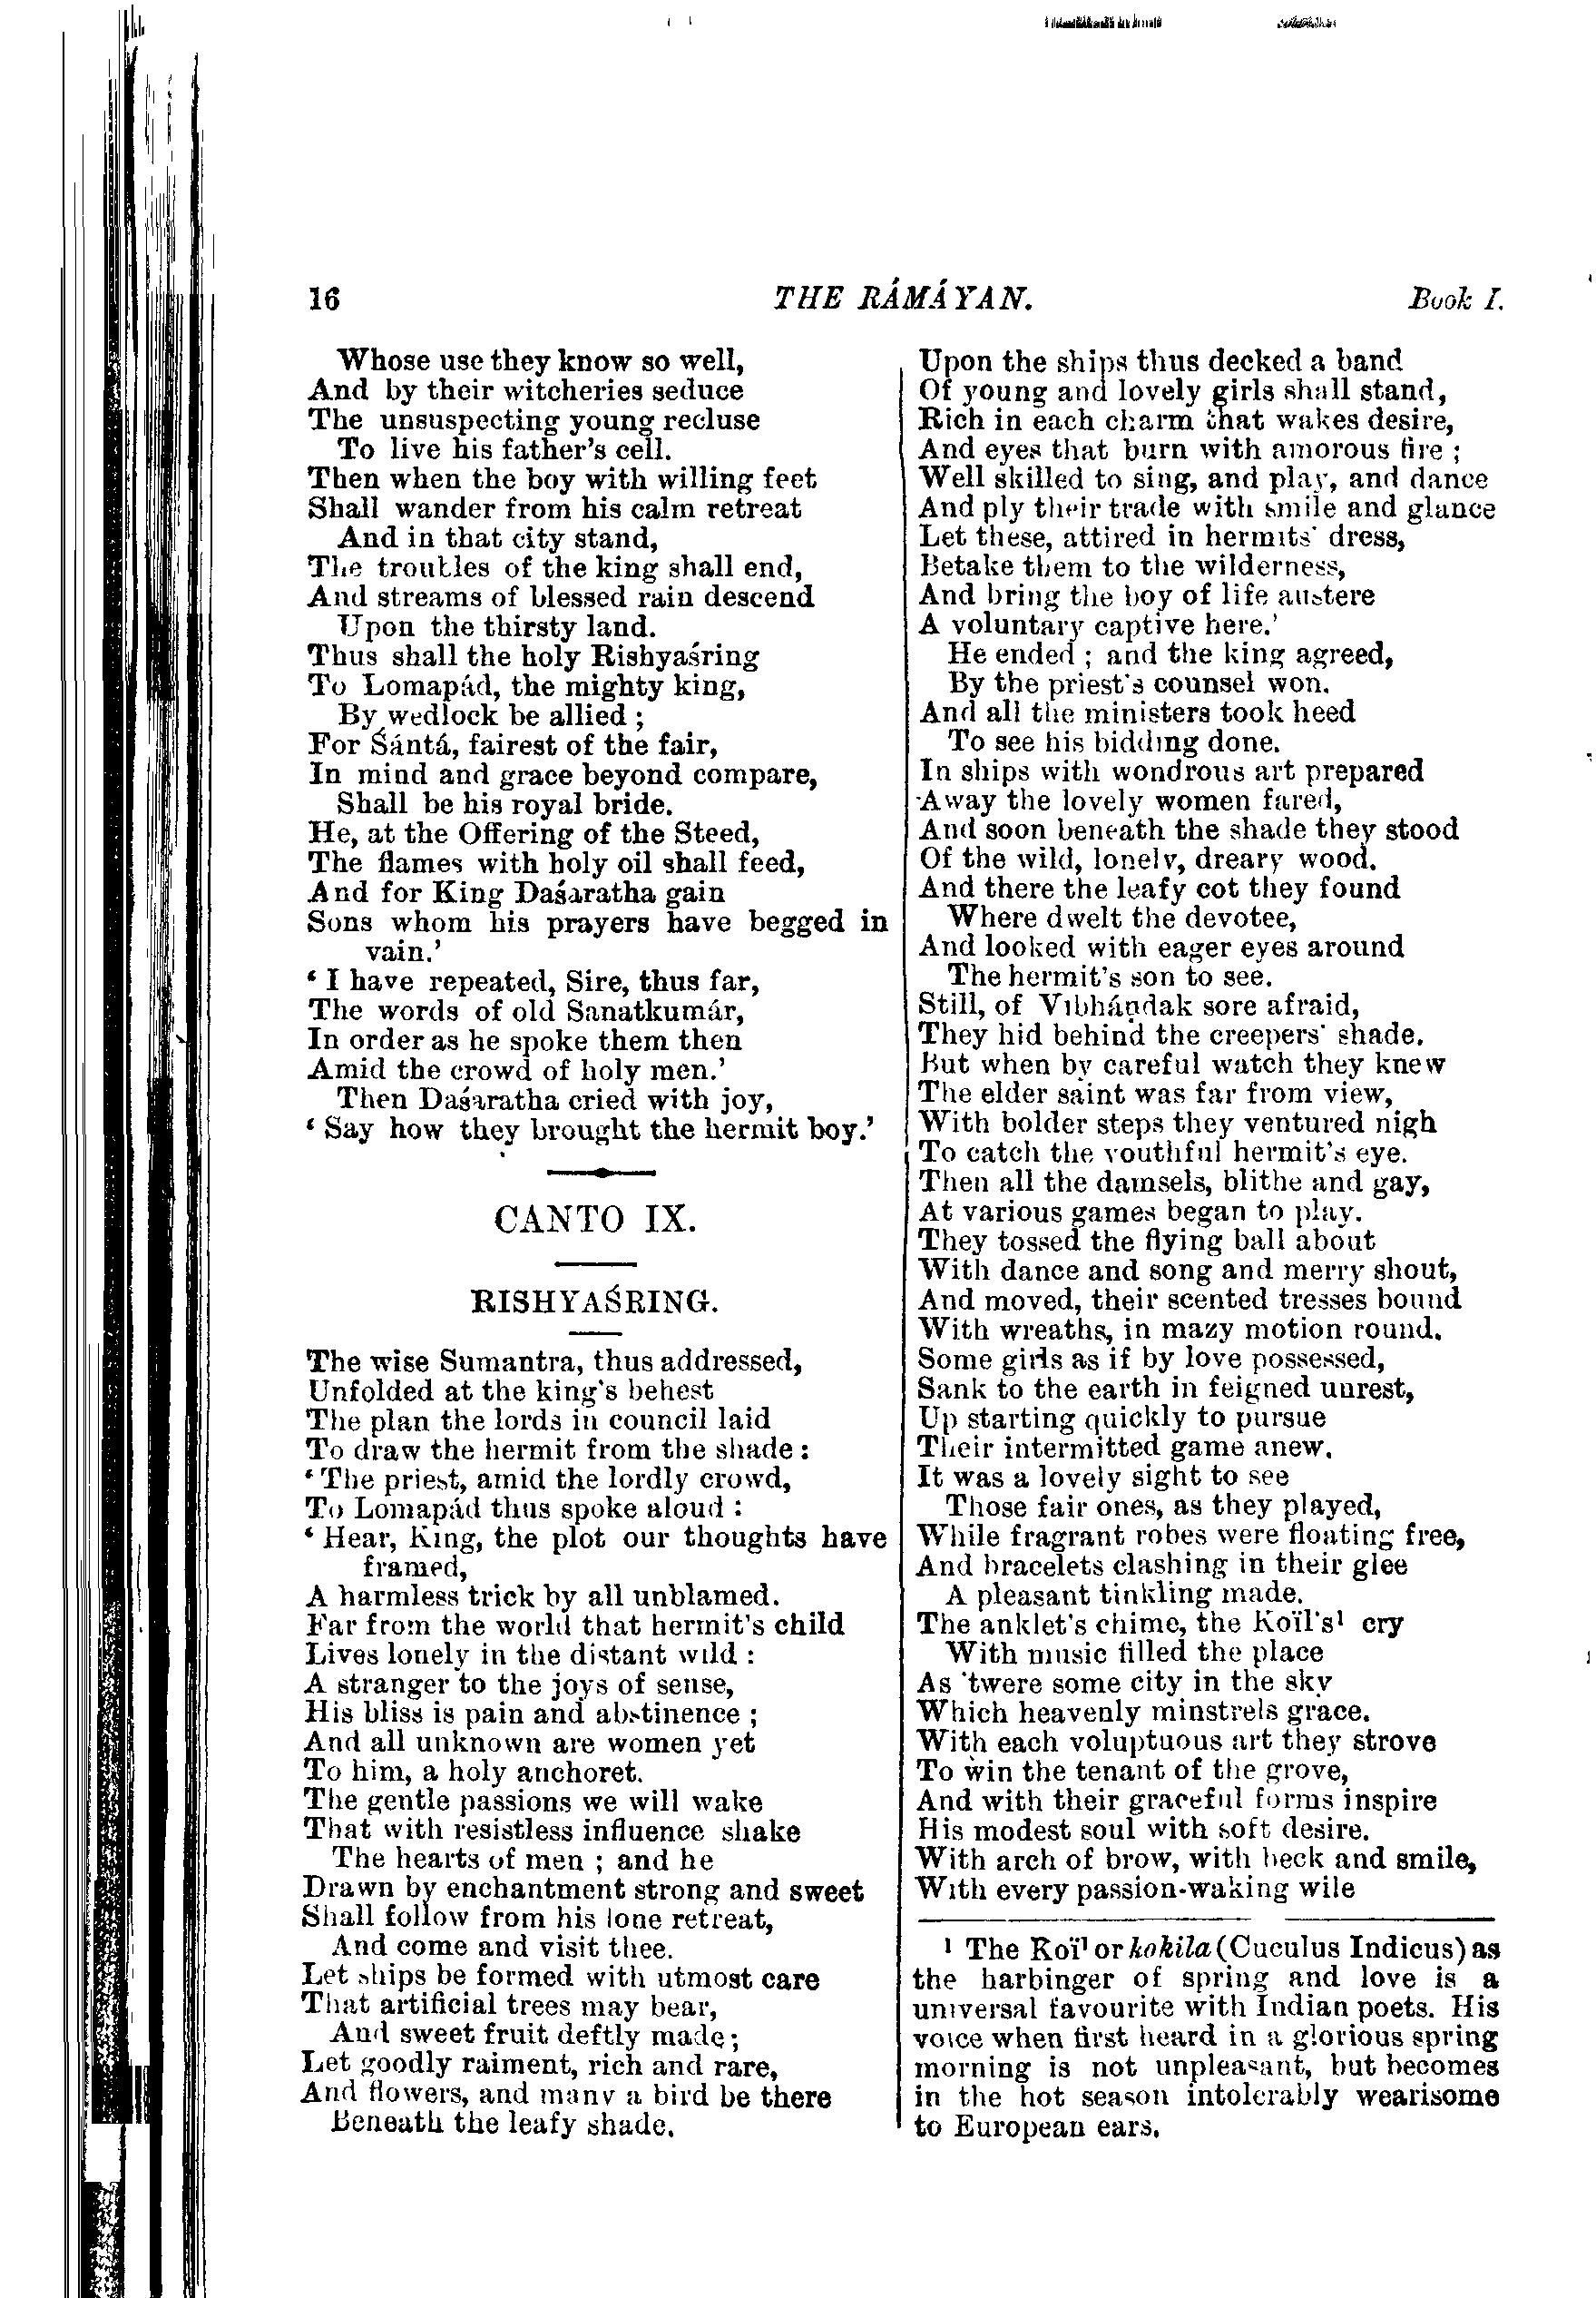 16 THE RÁMÁYAN. Book I.
Whose use they know so well,
And by their witcheries seduce
The unsuspecting young recluse
To live his father's cell.
Then when the boy with willing feet
Shall wander from his calm retreat
And in that city stand,
The troubles of the king shall end,
And streams of blessed rain descend
Upon the thirsty land.
Thus shall the holy Rishyaśring
To Lomapád, the mighty king,
By wedlock be allied ;
For Śántá, fairest of the fair,
In mind and grace beyond compare,
Shall be his royal bride.
He, at the Offering of the Steed,
The flames with holy oil shall feed,
And for King Daśaratha gain
Sons whom his prayers have begged in
vain.'
‘ I have repeated, Sire, thus far,
The words of old Sanatkumár,
In order as he spoke them then
Amid the crowd of holy men.'
Then Daśaratha cried with joy,
‘ Say how they brought the hermit boy.'
CANTO IX.
RISHYAŚRING.
The wise Sumantra, thus addressed,
Unfolded at the king's behest
The plan the lords in council laid
To draw the hermit from the shade :
‘ The priest, amid the lordly crowd,
To Lomapád thus spoke aloud :
‘ Hear, King, the plot our thoughts have
framed,
A harmless trick by all unblamed.
Far from the world that hermit's child
Lives lonely in the distant wild :
A stranger to the joys of sense,
His bliss is pain and abstinence ;
And all unknown are women yet
To him, a holy anchoret.
The gentle passions we will wake
That with resistless influence shake
The hearts of men ; and he
Drawn by enchantment strong and sweet
Shall follow from his lone retreat,
And come and visit thee.
Let ships be formed with utmost care
That artificial trees may bear,
And sweet fruit deftly made;
Let goodly raiment, rich and rare,
And flowers, and many a bird be there
Beneath the leafy shade.
Upon the ships thus decked a band
Of young and lovely girls shall stand,
Rich in each charm that wakes desire,
And eyes that burn with amorous fire ;
Well skilled to sing, and play, and dance
And ply their trade with smile and glance
Let these, attired in hermits' dress,
Betake them to the wilderness,
And bring the boy of life austere
A voluntary captive here.'
He ended ; and the king agreed,
By the priest's counsel won.
And all the ministers took heed
To see his bidding done.
In ships with wondrous art prepared
Away the lovely women fared,
And soon beneath the shade they stood
Of the wild, lonely, dreary wood.
And there the leafy cot they found
Where dwelt the devotee,
And looked with eager eyes around
The hermit's son to see.
Still, of Vibháṇdak sore afraid,
They hid behind the creepers' shade.
But when by careful watch they knew
The elder saint was far from view,
With bolder steps they ventured nigh
To catch the youthful hermit's eye.
Then all the damsels, blithe and gay,
At various games began to play.
They tossed the flying ball about
With dance and song and merry shout,
And moved, their scented tresses bound
With wreaths, in mazy motion round.
Some girls as if by love possessed,
Sank to the earth in feigned unrest,
Up starting quickly to pursue
Their intermitted game anew.
It was a lovely sight to see
Those fair ones, as they played,
While fragrant robes were floating free,
And bracelets clashing in their glee
A pleasant tinkling made.
The anklet's chime, the Koïl's¹ cry
With music filled the place
As 'twere some city in the sky
Which heavenly minstrels grace.
With each voluptuous art they strove
To win the tenant of the grove,
And with their graceful forms inspire
His modest soul with soft desire.
With arch of brow, with beck and smile,
With every passion-waking wile
¹ The Koïl or kokila (Cuculus Indicus) as
the harbinger of spring and love is a
universal favourite with Indian poets. His
voice when first heard in a glorious spring
morning is not unpleasant, but becomes
in the hot season intolerably wearisome
to European ears.